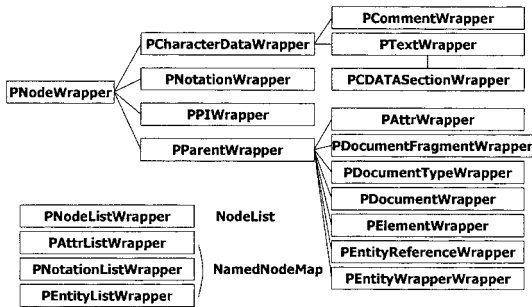 PCommentWrapper
PCharacterDataWrapper
PTextWrapper
PNodeWrapper
PNotationWrapper
PCDATASectionWrapper
PPIWrapper
PAttrWrapper
PParentWrapper
PDocumentFragmentWrapper
PDocumentTypeWrapper
PDocumentWrapper
PElementWrapper
PEntityReferenceWrapper
PEntityWrapperWrapper
PNodeListWrapper NodeList
PAttrListWrapper
PNotationListWrapper NamedNodeMap
PEntityListWrapper